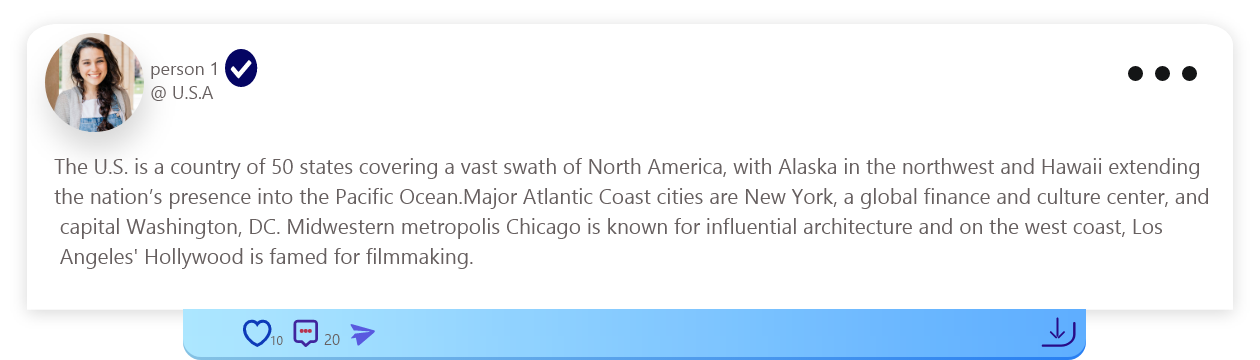 person 1
@ U.S.A
The U.S. is a country of 50 states covering a vast swath of North America, with Alaska in the northwest and Hawaii extending
the nation’s presence into the Pacific Ocean.Major Atlantic Coast cities are New York, a global finance and culture center, and
capital Washington, DC. Midwestern metropolis Chicago is known for influential architecture and on the west coast, Los
Angeles' Hollywood is famed for filmmaking.
10 20